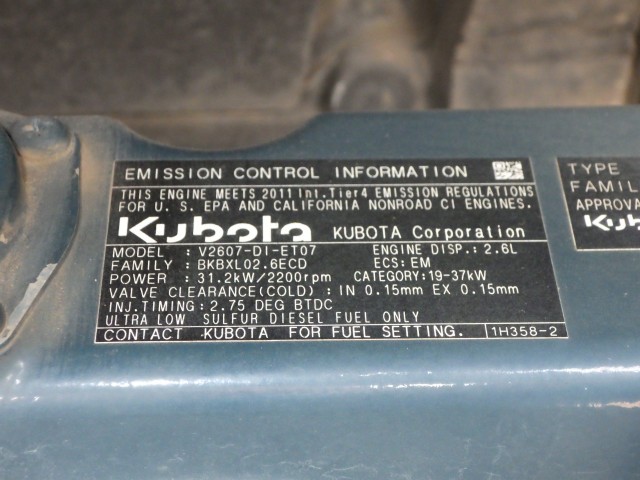 EMISSION CONTROL INFORMATION
THIS ENGINE MEETS 2011 Int.Tier4 EMISSION REGULATIONS
FOR U.S. EPA AND CALIFORNIA NONROAD CI ENGINES.
Kubota KUBOTA Corporation
MODEL : V2607-DI-ET07 ENGINE DISP.: 2.6L
FAMILY : BKBXL02.6ECD ECS: EM
POWER : 31.2kW/2200rpm CATEGORY:19-37kW
VALVE CLEARANCE(COLD) : IN 0.15mm EX 0.15mm
INJ.TIMING: 2.75 DEG BTDC
ULTRA LOW SULFUR DIESEL FUEL ONLY
CONTACT KUBOTA FOR FUEL SETTING. 1H358-2
TYPE
FAMIL
APPROVA